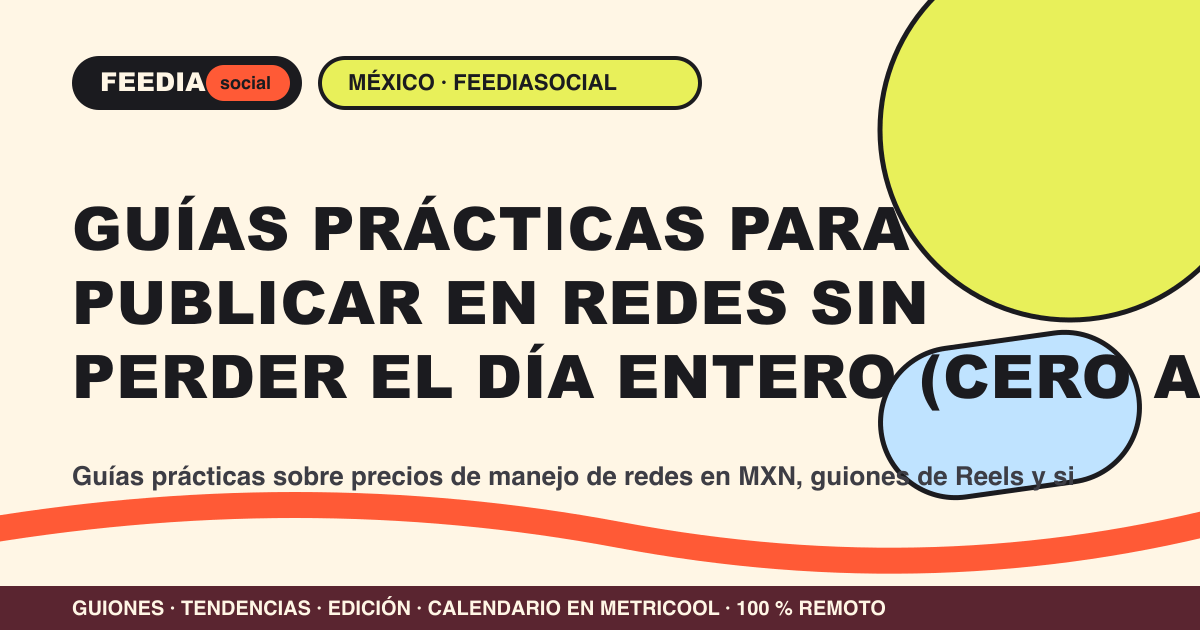 FEEDIA social
MÉXICO · FEEDIASOCIAL
GUÍAS PRÁCTICAS PARA
PUBLICAR EN REDES SIN
PERDER EL DÍA ENTERO (CERO A
Guías prácticas sobre precios de manejo de redes en MXN, guiones de Reels y si
GUIONES · TENDENCIAS · EDICIÓN · CALENDARIO EN METRICOOL · 100 % REMOTO